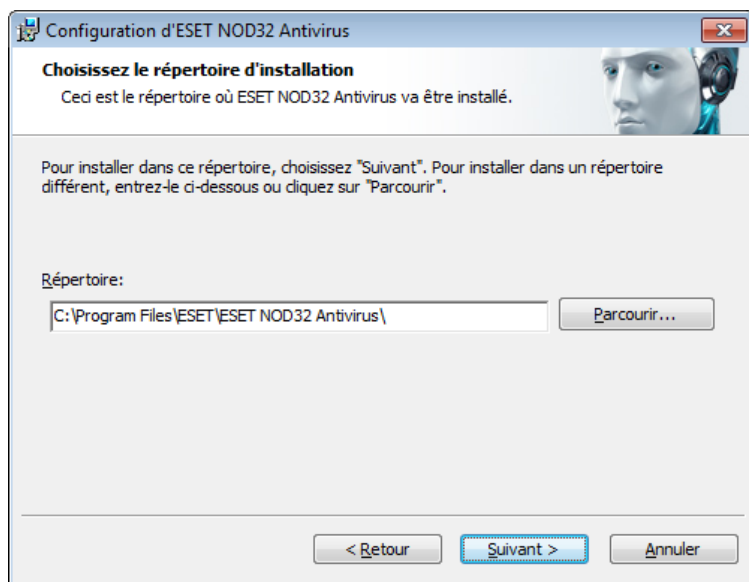 Configuration d'ESET NOD32 Antivirus
Choisissez le répertoire d'installation
Ceci est le répertoire où ESET NOD32 Antivirus va être installé.
Pour installer dans ce répertoire, choisissez "Suivant". Pour installer dans un répertoire
différent, entrez-le ci-dessous ou cliquez sur "Parcourir".
Répertoire:
C:\Program Files\ESET\ESET NOD32 Antivirus\
Parcourir...
< Retour
Suivant >
Annuler